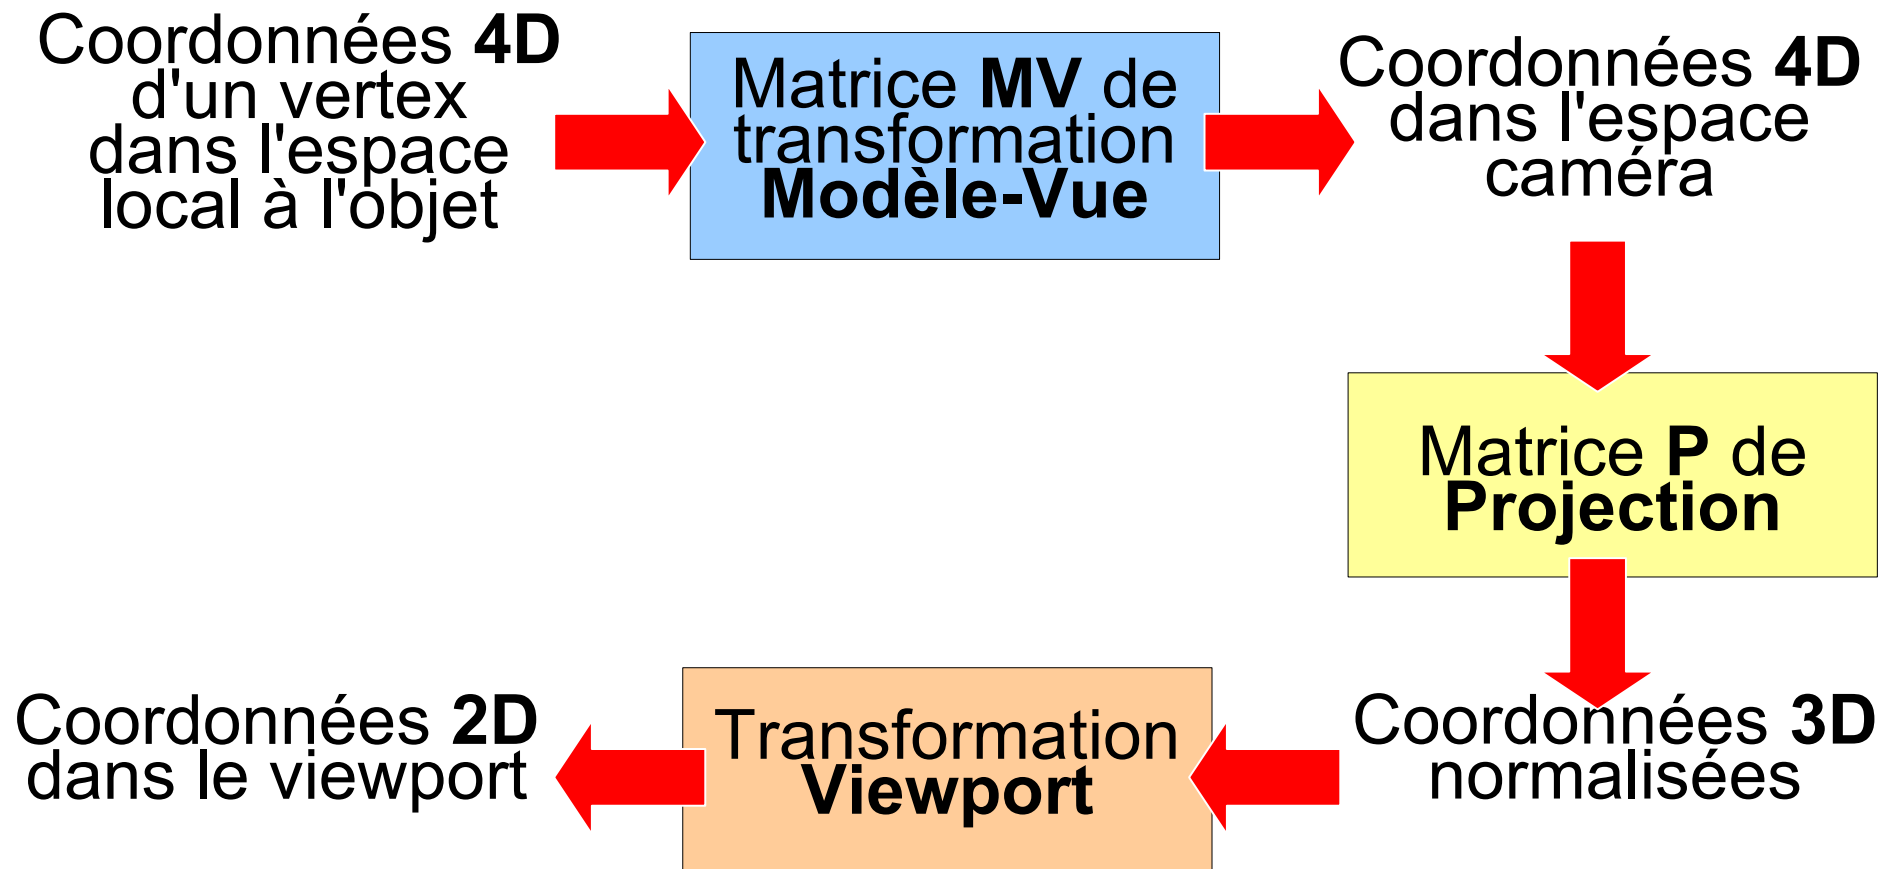 Coordonnées 4D
d'un vertex
dans l'espace
local à l'objet
Matrice MV de
transformation
Modèle-Vue
Coordonnées 4D
dans l'espace
caméra
Matrice P de
Projection
Coordonnées 3D
normalisées
Transformation
Viewport
Coordonnées 2D
dans le viewport